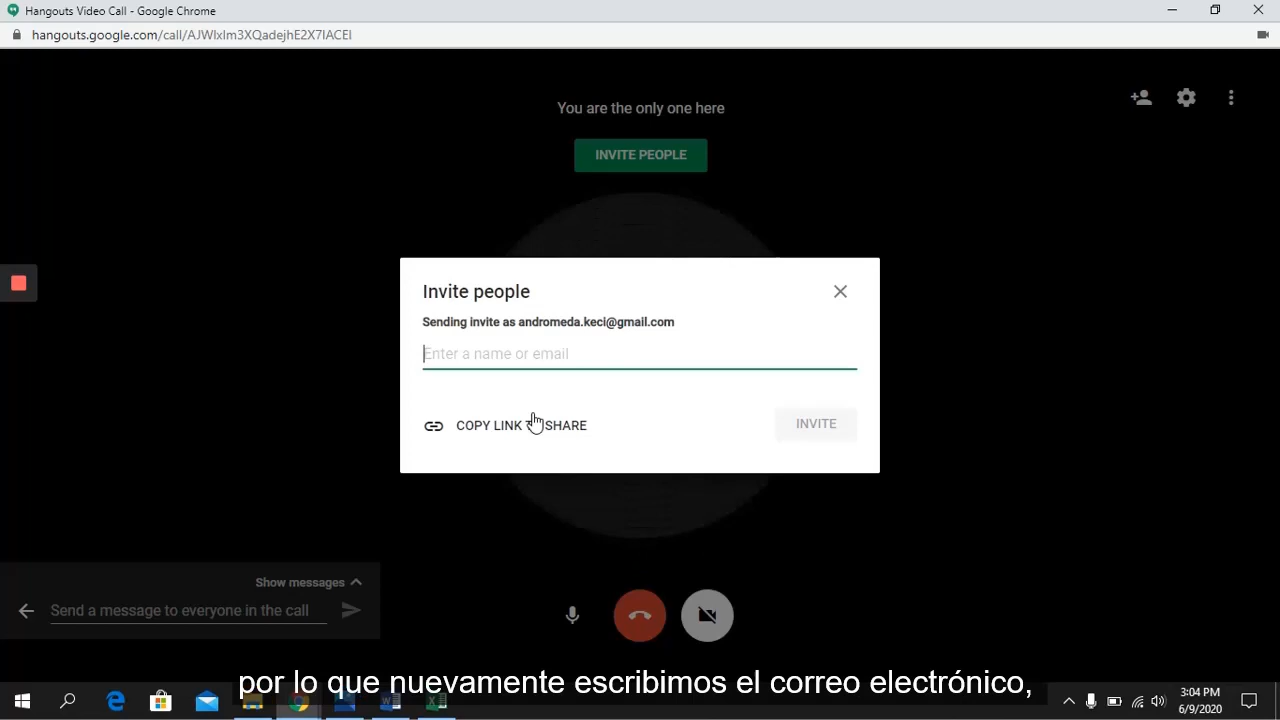 Hangouts Video Call - Google Chrome
hangouts.google.com/call/AJWlxlm3XQadejhE2X7IACEI
You are the only one here
INVITE PEOPLE
Invite people
Sending invite as andromeda.keci@gmail.com
Enter a name or email
COPY LINK SHARE
INVITE
Show messages
Send a message to everyone in the call
por lo que nuevamente escribimos el correo electrónico,
3:04 PM
6/9/2020